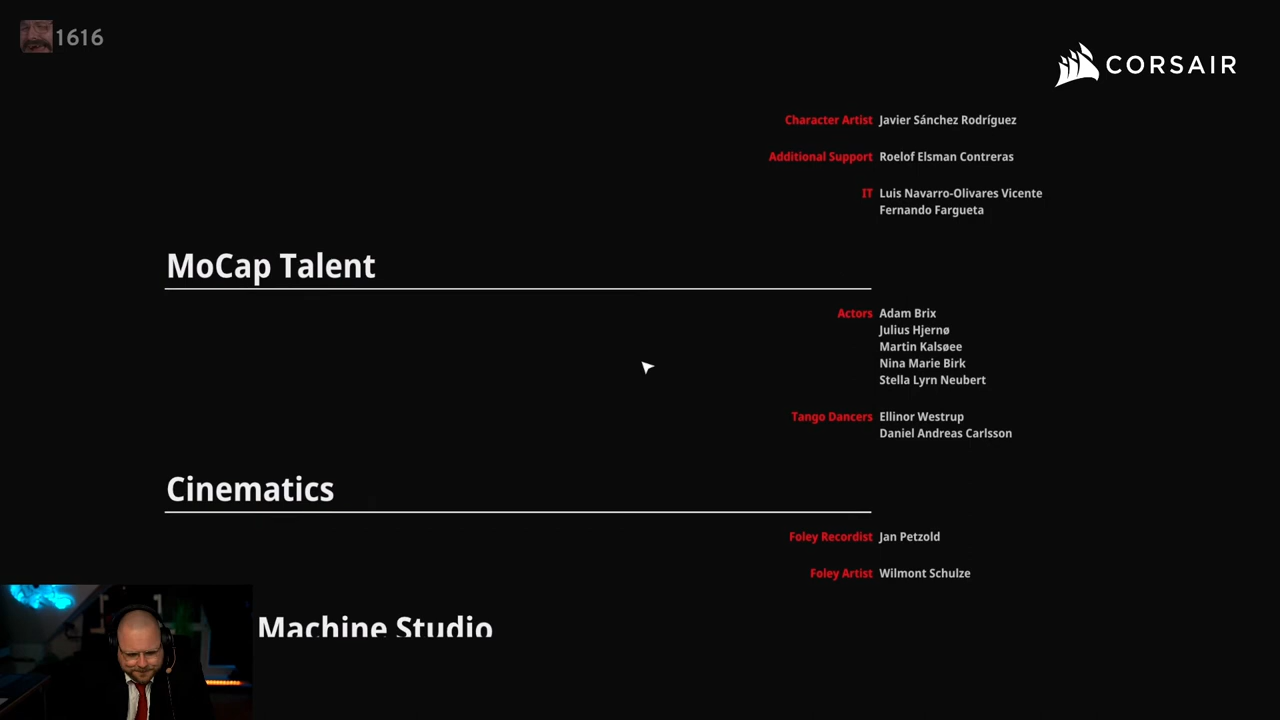 1616
CORSAIR
Character Artist Javier Sánchez Rodríguez
Additional Support Roelof Elsman Contreras
IT Luis Navarro-Olivares Vicente
Fernando Fargueta
MoCap Talent
Actors Adam Brix
Julius Hjernø
Martin Kalsøee
Nina Marie Birk
Stella Lyrn Neubert
Tango Dancers Ellinor Westrup
Daniel Andreas Carlsson
Cinematics
Foley Recordist Jan Petzold
Foley Artist Wilmont Schulze
Machine Studio